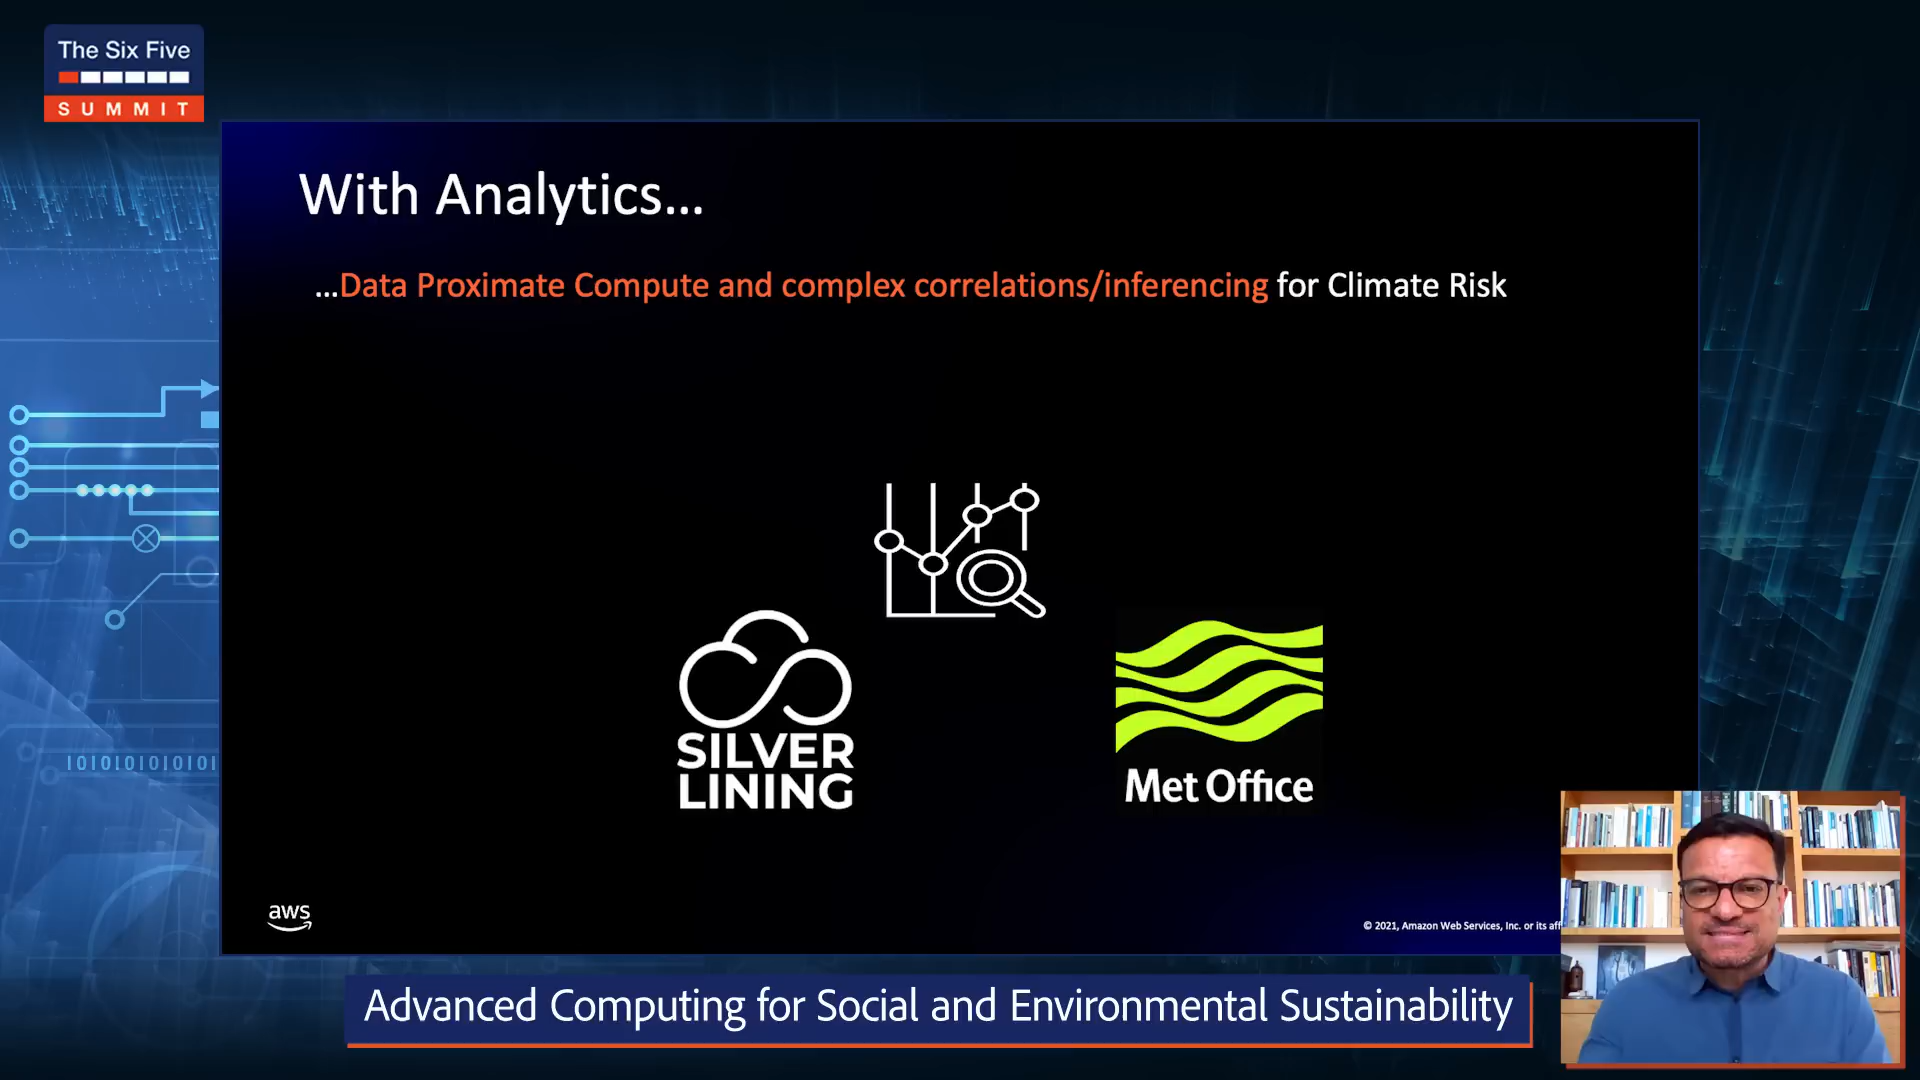 The Six Five
SUMMIT
With Analytics...
...Data Proximate Compute and complex correlations/inferencing for Climate Risk
SILVER
LINING
Met Office
1010101010101
aws
© 2021, Amazon Web Services, Inc. or its aff
Advanced Computing for Social and Environmental Sustainability